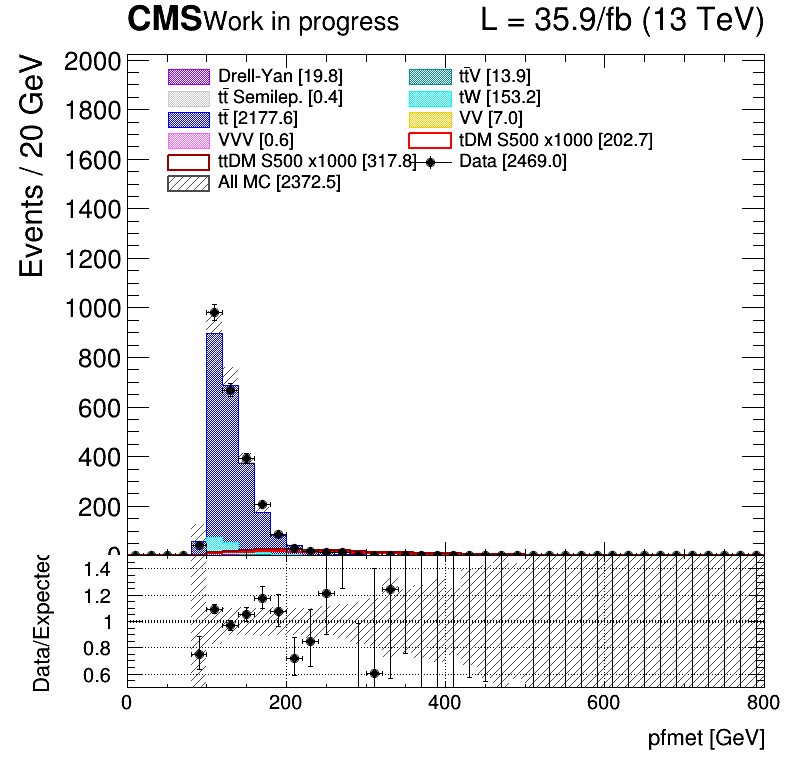 CMS Work in progress L = 35.9/fb (13 TeV)
Events / 20 GeV
2000
1800
1600
1400
1200
1000
800
600
400
200
0
Drell-Yan [19.8] tt̄V [13.9]
tt̄ Semilep. [0.4] tW [153.2]
tt̄ [2177.6] VV [7.0]
VVV [0.6] tDM S500 x1000 [202.7]
ttDM S500 x1000 [317.8] Data [2469.0]
All MC [2372.5]
Data/Expected
1.4
1.2
1
0.8
0.6
0 200 400 600 800
pfmet [GeV]